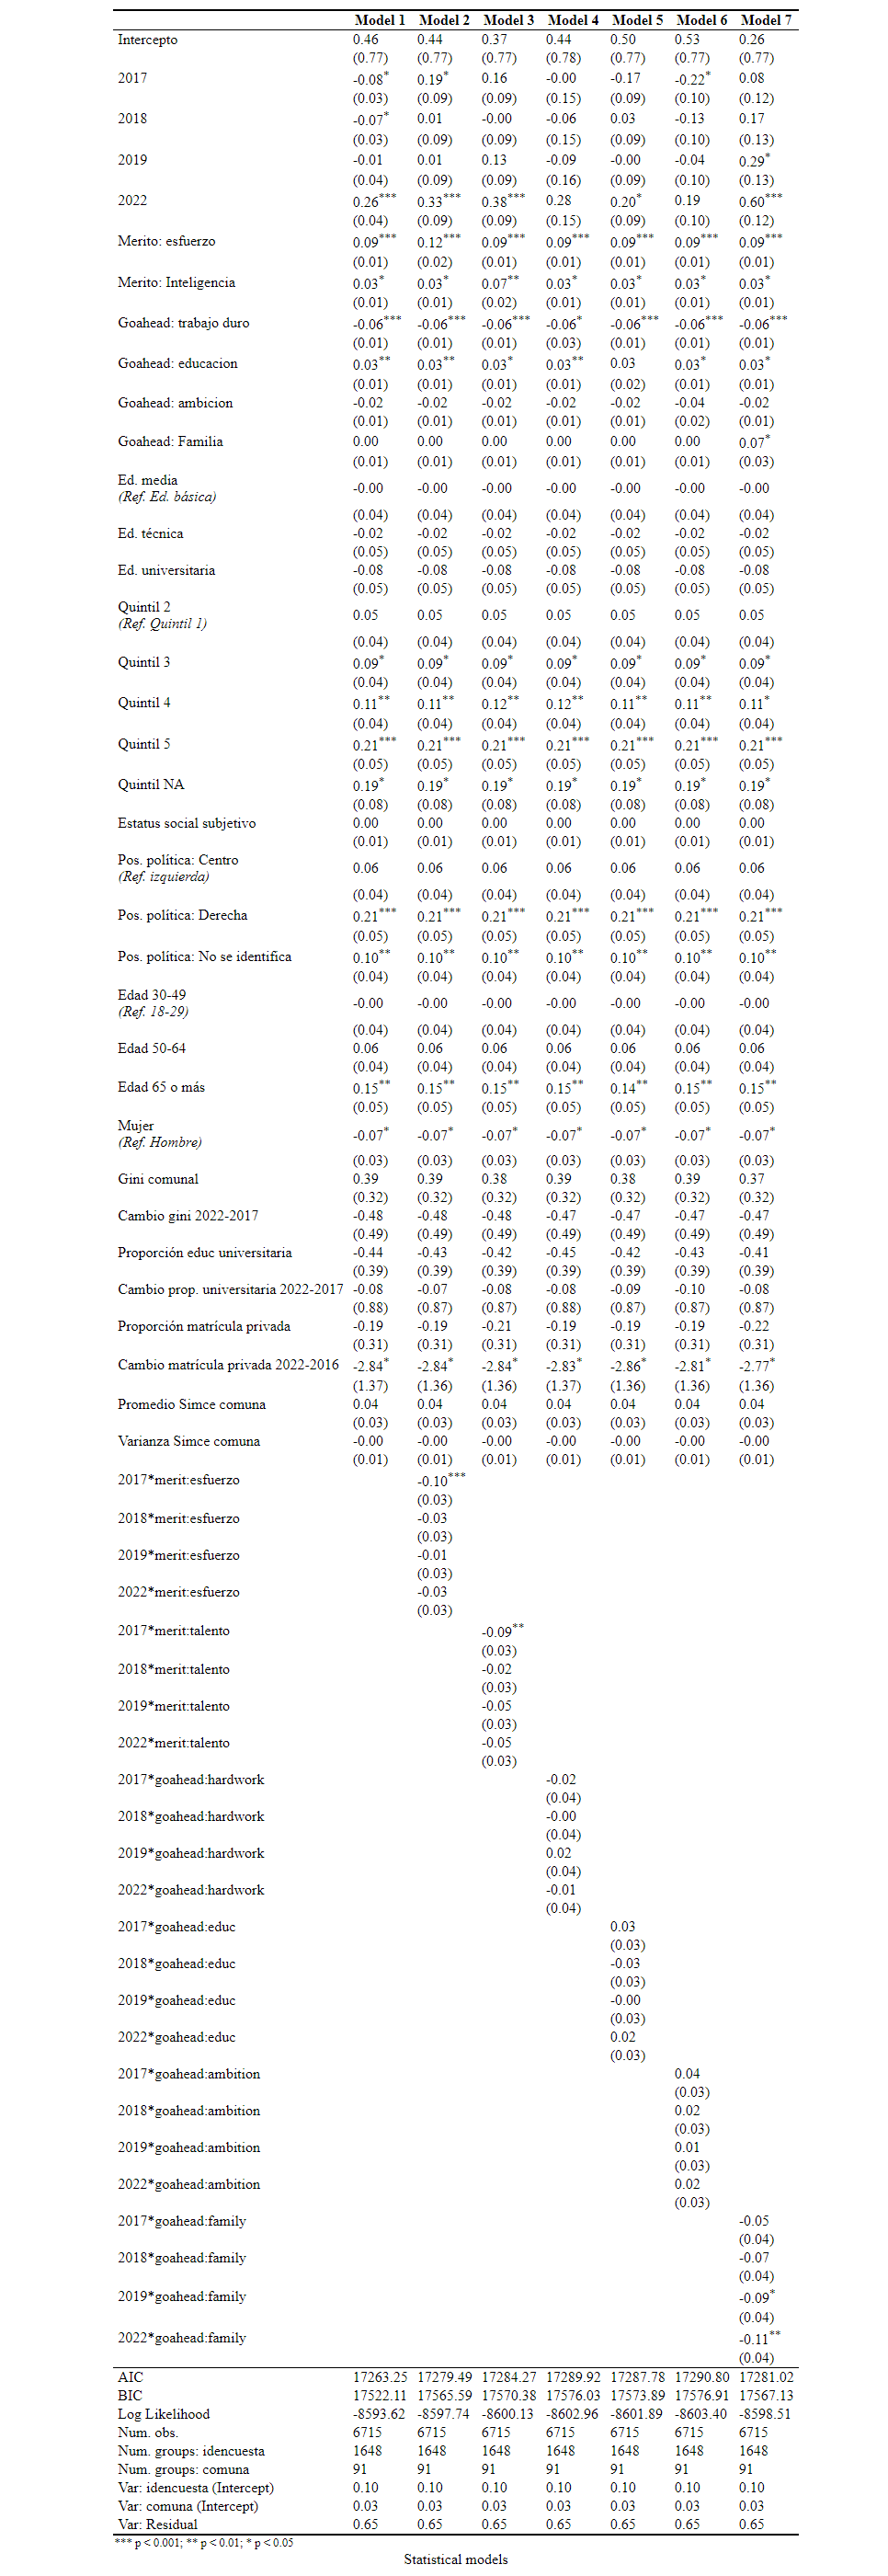 Model 1 Model 2 Model 3 Model 4 Model 5 Model 6 Model 7
Intercepto 0.46 0.44 0.37 0.44 0.50 0.53 0.26
(0.77) (0.77) (0.77) (0.78) (0.77) (0.77) (0.77)
2017 -0.08* 0.19* 0.16 -0.00 -0.17 -0.22* 0.08
(0.03) (0.09) (0.09) (0.15) (0.09) (0.10) (0.12)
2018 -0.07* 0.01 -0.00 -0.06 0.03 -0.13 0.17
(0.03) (0.09) (0.09) (0.15) (0.09) (0.10) (0.13)
2019 -0.01 0.01 0.13 -0.09 -0.00 -0.04 0.29*
(0.04) (0.09) (0.09) (0.16) (0.09) (0.10) (0.13)
2022 0.26*** 0.33*** 0.38*** 0.28 0.20* 0.19 0.60***
(0.04) (0.09) (0.09) (0.15) (0.09) (0.10) (0.12)
Merito: esfuerzo 0.09*** 0.12*** 0.09*** 0.09*** 0.09*** 0.09*** 0.09***
(0.01) (0.02) (0.01) (0.01) (0.01) (0.01) (0.01)
Merito: Inteligencia 0.03* 0.03* 0.07** 0.03* 0.03* 0.03* 0.03*
(0.01) (0.01) (0.02) (0.01) (0.01) (0.01) (0.01)
Goahead: trabajo duro -0.06*** -0.06*** -0.06*** -0.06* -0.06*** -0.06*** -0.06***
(0.01) (0.01) (0.01) (0.03) (0.01) (0.01) (0.01)
Goahead: educacion 0.03** 0.03** 0.03* 0.03** 0.03 0.03* 0.03*
(0.01) (0.01) (0.01) (0.01) (0.02) (0.01) (0.01)
Goahead: ambicion -0.02 -0.02 -0.02 -0.02 -0.02 -0.04 -0.02
(0.01) (0.01) (0.01) (0.01) (0.01) (0.02) (0.01)
Goahead: Familia 0.00 0.00 0.00 0.00 0.00 0.00 0.07*
(0.01) (0.01) (0.01) (0.01) (0.01) (0.01) (0.03)
Ed. media
(Ref. Ed. básica) -0.00 -0.00 -0.00 -0.00 -0.00 -0.00 -0.00
(0.04) (0.04) (0.04) (0.04) (0.04) (0.04) (0.04)
Ed. técnica -0.02 -0.02 -0.02 -0.02 -0.02 -0.02 -0.02
(0.05) (0.05) (0.05) (0.05) (0.05) (0.05) (0.05)
Ed. universitaria -0.08 -0.08 -0.08 -0.08 -0.08 -0.08 -0.08
(0.05) (0.05) (0.05) (0.05) (0.05) (0.05) (0.05)
Quintil 2
(Ref. Quintil 1) 0.05 0.05 0.05 0.05 0.05 0.05 0.05
(0.04) (0.04) (0.04) (0.04) (0.04) (0.04) (0.04)
Quintil 3 0.09* 0.09* 0.09* 0.09* 0.09* 0.09* 0.09*
(0.04) (0.04) (0.04) (0.04) (0.04) (0.04) (0.04)
Quintil 4 0.11** 0.11** 0.12** 0.12** 0.11** 0.11** 0.11*
(0.04) (0.04) (0.04) (0.04) (0.04) (0.04) (0.04)
Quintil 5 0.21*** 0.21*** 0.21*** 0.21*** 0.21*** 0.21*** 0.21***
(0.05) (0.05) (0.05) (0.05) (0.05) (0.05) (0.05)
Quintil NA 0.19* 0.19* 0.19* 0.19* 0.19* 0.19* 0.19*
(0.08) (0.08) (0.08) (0.08) (0.08) (0.08) (0.08)
Estatus social subjetivo 0.00 0.00 0.00 0.00 0.00 0.00 0.00
(0.01) (0.01) (0.01) (0.01) (0.01) (0.01) (0.01)
Pos. política: Centro
(Ref. izquierda) 0.06 0.06 0.06 0.06 0.06 0.06 0.06
(0.04) (0.04) (0.04) (0.04) (0.04) (0.04) (0.04)
Pos. política: Derecha 0.21*** 0.21*** 0.21*** 0.21*** 0.21*** 0.21*** 0.21***
(0.05) (0.05) (0.05) (0.05) (0.05) (0.05) (0.05)
Pos. política: No se identifica 0.10** 0.10** 0.10** 0.10** 0.10** 0.10** 0.10**
(0.04) (0.04) (0.04) (0.04) (0.04) (0.04) (0.04)
Edad 30-49
(Ref. 18-29) -0.00 -0.00 -0.00 -0.00 -0.00 -0.00 -0.00
(0.04) (0.04) (0.04) (0.04) (0.04) (0.04) (0.04)
Edad 50-64 0.06 0.06 0.06 0.06 0.06 0.06 0.06
(0.04) (0.04) (0.04) (0.04) (0.04) (0.04) (0.04)
Edad 65 o más 0.15** 0.15** 0.15** 0.15** 0.14** 0.15** 0.15**
(0.05) (0.05) (0.05) (0.05) (0.05) (0.05) (0.05)
Mujer
(Ref. Hombre) -0.07* -0.07* -0.07* -0.07* -0.07* -0.07* -0.07*
(0.03) (0.03) (0.03) (0.03) (0.03) (0.03) (0.03)
Gini comunal 0.39 0.39 0.38 0.39 0.38 0.39 0.37
(0.32) (0.32) (0.32) (0.32) (0.32) (0.32) (0.32)
Cambio gini 2022-2017 -0.48 -0.48 -0.48 -0.47 -0.47 -0.47 -0.47
(0.49) (0.49) (0.49) (0.49) (0.49) (0.49) (0.49)
Proporción educ universitaria -0.44 -0.43 -0.42 -0.45 -0.42 -0.43 -0.41
(0.39) (0.39) (0.39) (0.39) (0.39) (0.39) (0.39)
Cambio prop. universitaria 2022-2017 -0.08 -0.07 -0.08 -0.08 -0.09 -0.10 -0.08
(0.88) (0.87) (0.87) (0.88) (0.87) (0.87) (0.87)
Proporción matrícula privada -0.19 -0.19 -0.21 -0.19 -0.19 -0.19 -0.22
(0.31) (0.31) (0.31) (0.31) (0.31) (0.31) (0.31)
Cambio matrícula privada 2022-2016 -2.84* -2.84* -2.84* -2.83* -2.86* -2.81* -2.77*
(1.37) (1.36) (1.36) (1.37) (1.36) (1.36) (1.36)
Promedio Simce comuna 0.04 0.04 0.04 0.04 0.04 0.04 0.04
(0.03) (0.03) (0.03) (0.03) (0.03) (0.03) (0.03)
Varianza Simce comuna -0.00 -0.00 -0.00 -0.00 -0.00 -0.00 -0.00
(0.01) (0.01) (0.01) (0.01) (0.01) (0.01) (0.01)
2017*merit:esfuerzo -0.10***
(0.03)
2018*merit:esfuerzo -0.03
(0.03)
2019*merit:esfuerzo -0.01
(0.03)
2022*merit:esfuerzo -0.03
(0.03)
2017*merit:talento -0.09**
(0.03)
2018*merit:talento -0.02
(0.03)
2019*merit:talento -0.05
(0.03)
2022*merit:talento -0.05
(0.03)
2017*goahead:hardwork -0.02
(0.04)
2018*goahead:hardwork -0.00
(0.04)
2019*goahead:hardwork 0.02
(0.04)
2022*goahead:hardwork -0.01
(0.04)
2017*goahead:educ 0.03
(0.03)
2018*goahead:educ -0.03
(0.03)
2019*goahead:educ -0.00
(0.03)
2022*goahead:educ 0.02
(0.03)
2017*goahead:ambition 0.04
(0.03)
2018*goahead:ambition 0.02
(0.03)
2019*goahead:ambition 0.01
(0.03)
2022*goahead:ambition 0.02
(0.03)
2017*goahead:family -0.05
(0.04)
2018*goahead:family -0.07
(0.04)
2019*goahead:family -0.09*
(0.04)
2022*goahead:family -0.11**
(0.04)
AIC 17263.25 17279.49 17284.27 17289.92 17287.78 17290.80 17281.02
BIC 17522.11 17565.59 17570.38 17576.03 17573.89 17576.91 17567.13
Log Likelihood -8593.62 -8597.74 -8600.13 -8602.96 -8601.89 -8603.40 -8598.51
Num. obs. 6715 6715 6715 6715 6715 6715 6715
Num. groups: idencuesta 1648 1648 1648 1648 1648 1648 1648
Num. groups: comuna 91 91 91 91 91 91 91
Var: idencuesta (Intercept) 0.10 0.10 0.10 0.10 0.10 0.10 0.10
Var: comuna (Intercept) 0.03 0.03 0.03 0.03 0.03 0.03 0.03
Var: Residual 0.65 0.65 0.65 0.65 0.65 0.65 0.65
*** p < 0.001; ** p < 0.01; * p < 0.05
Statistical models